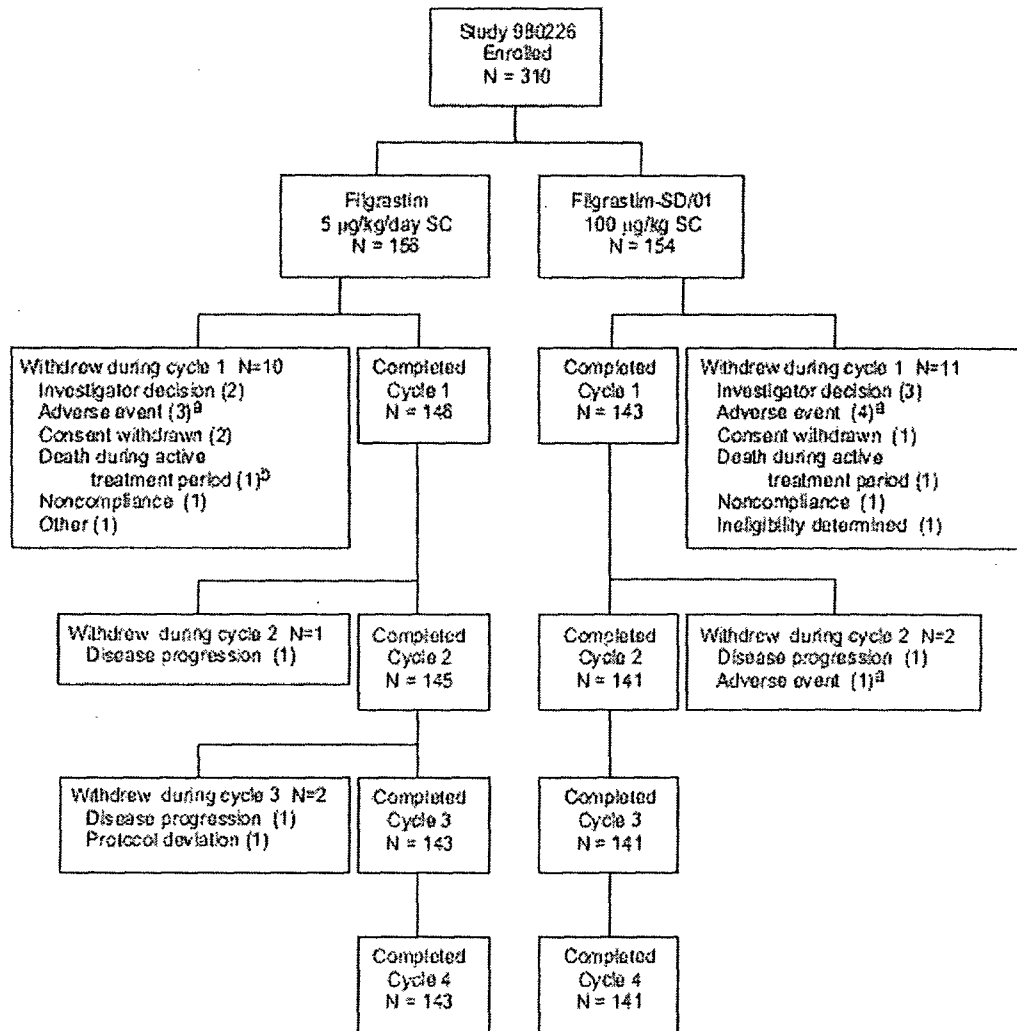 Study 980226
Enrolled
N = 310
Filgrastim
5 µg/kg/day SC
N = 156
Filgrastim-SD/01
100 µg/kg SC
N = 154
Withdrew during cycle 1 N=10
Investigator decision (2)
Adverse event (3)a
Consent withdrawn (2)
Death during active
treatment period (1)b
Noncompliance (1)
Other (1)
Completed
Cycle 1
N = 146
Completed
Cycle 1
N = 143
Withdrew during cycle 1 N=11
Investigator decision (3)
Adverse event (4)a
Consent withdrawn (1)
Death during active
treatment period (1)
Noncompliance (1)
Ineligibility determined (1)
Withdrew during cycle 2 N=1
Disease progression (1)
Completed
Cycle 2
N = 145
Completed
Cycle 2
N = 141
Withdrew during cycle 2 N=2
Disease progression (1)
Adverse event (1)a
Withdrew during cycle 3 N=2
Disease progression (1)
Protocol deviation (1)
Completed
Cycle 3
N = 143
Completed
Cycle 3
N = 141
Completed
Cycle 4
N = 143
Completed
Cycle 4
N = 141